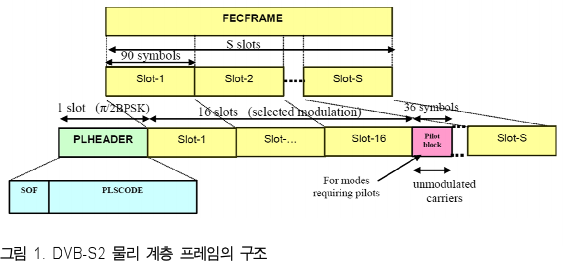 FECFRAME
S slots
90 symbols
Slot-1 Slot-2 Slot-S
1 slot (π/2BPSK) 16 slots (selected modulation) 36 symbols
PLHEADER Slot-1 Slot-... Slot-16 Pilot block Slot-S
For modes requiring pilots
unmodulated carriers
SOF PLSCODE
그림 1. DVB-S2 물리 계층 프레임의 구조